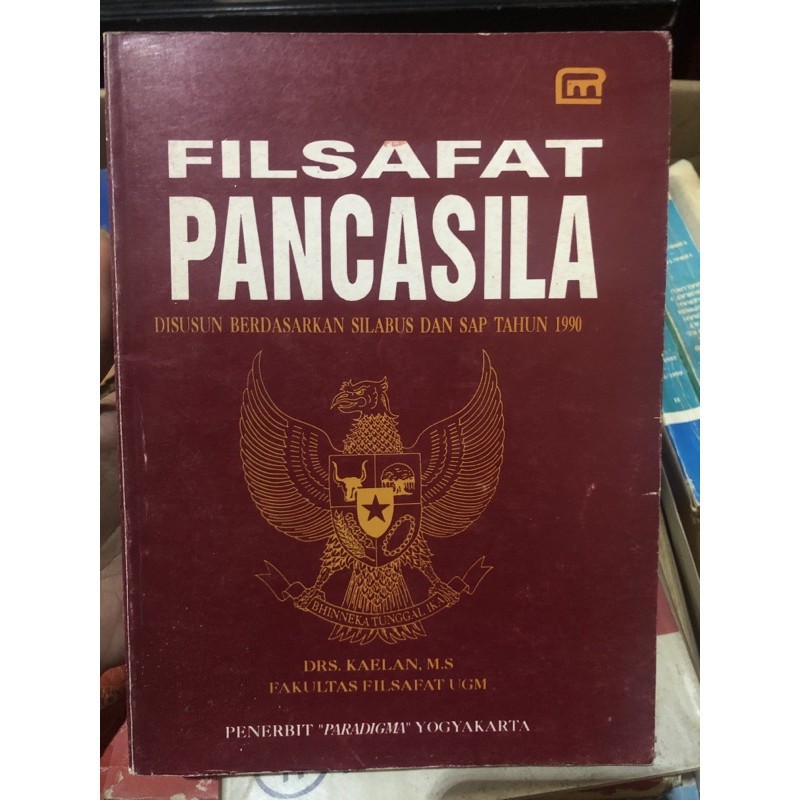 FILSAFAT
PANCASILA
DISUSUN BERDASARKAN SILABUS DAN SAP TAHUN 1990
BHINNEKA TUNGGAL IKA
DRS. KAELAN, M.S
FAKULTAS FILSAFAT UGM
PENERBIT "PARADIGMA" YOGYAKARTA